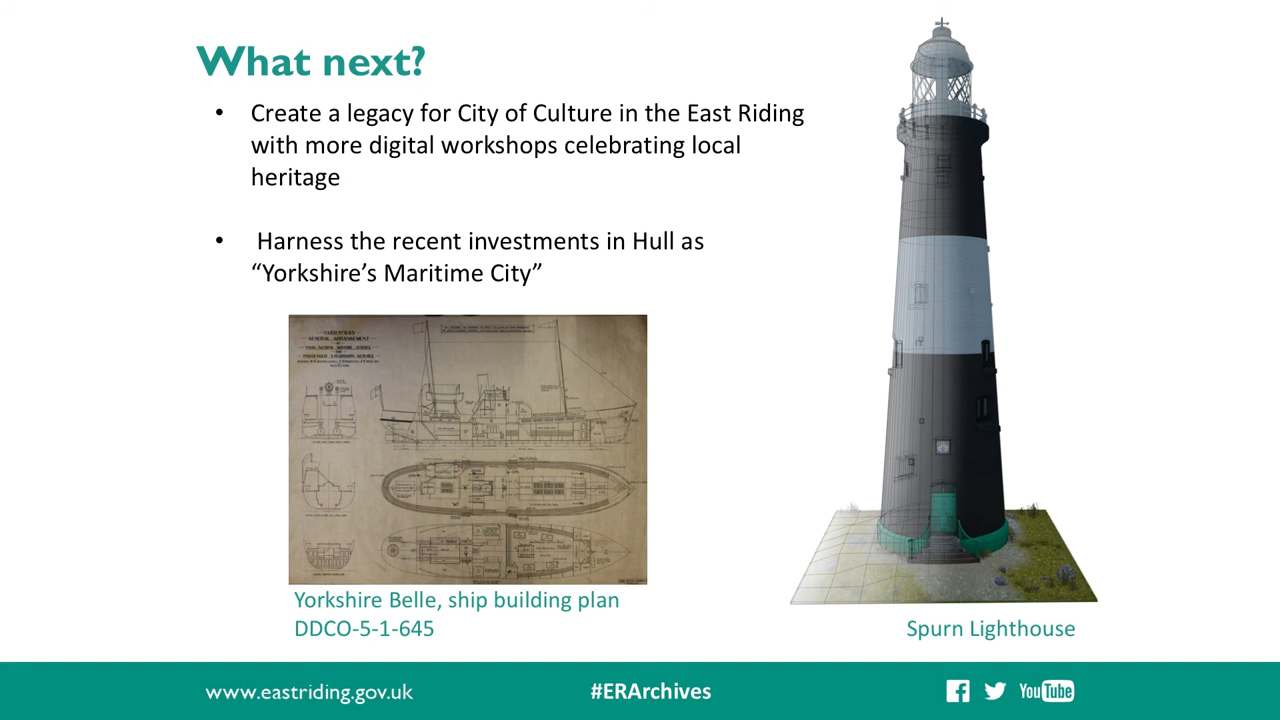 What next?
• Create a legacy for City of Culture in the East Riding
with more digital workshops celebrating local
heritage
• Harness the recent investments in Hull as
“Yorkshire’s Maritime City”
GENERAL ARRANGEMENT
Yorkshire Belle, ship building plan
DDCO-5-1-645
Spurn Lighthouse
www.eastriding.gov.uk
#ERArchives
YouTube